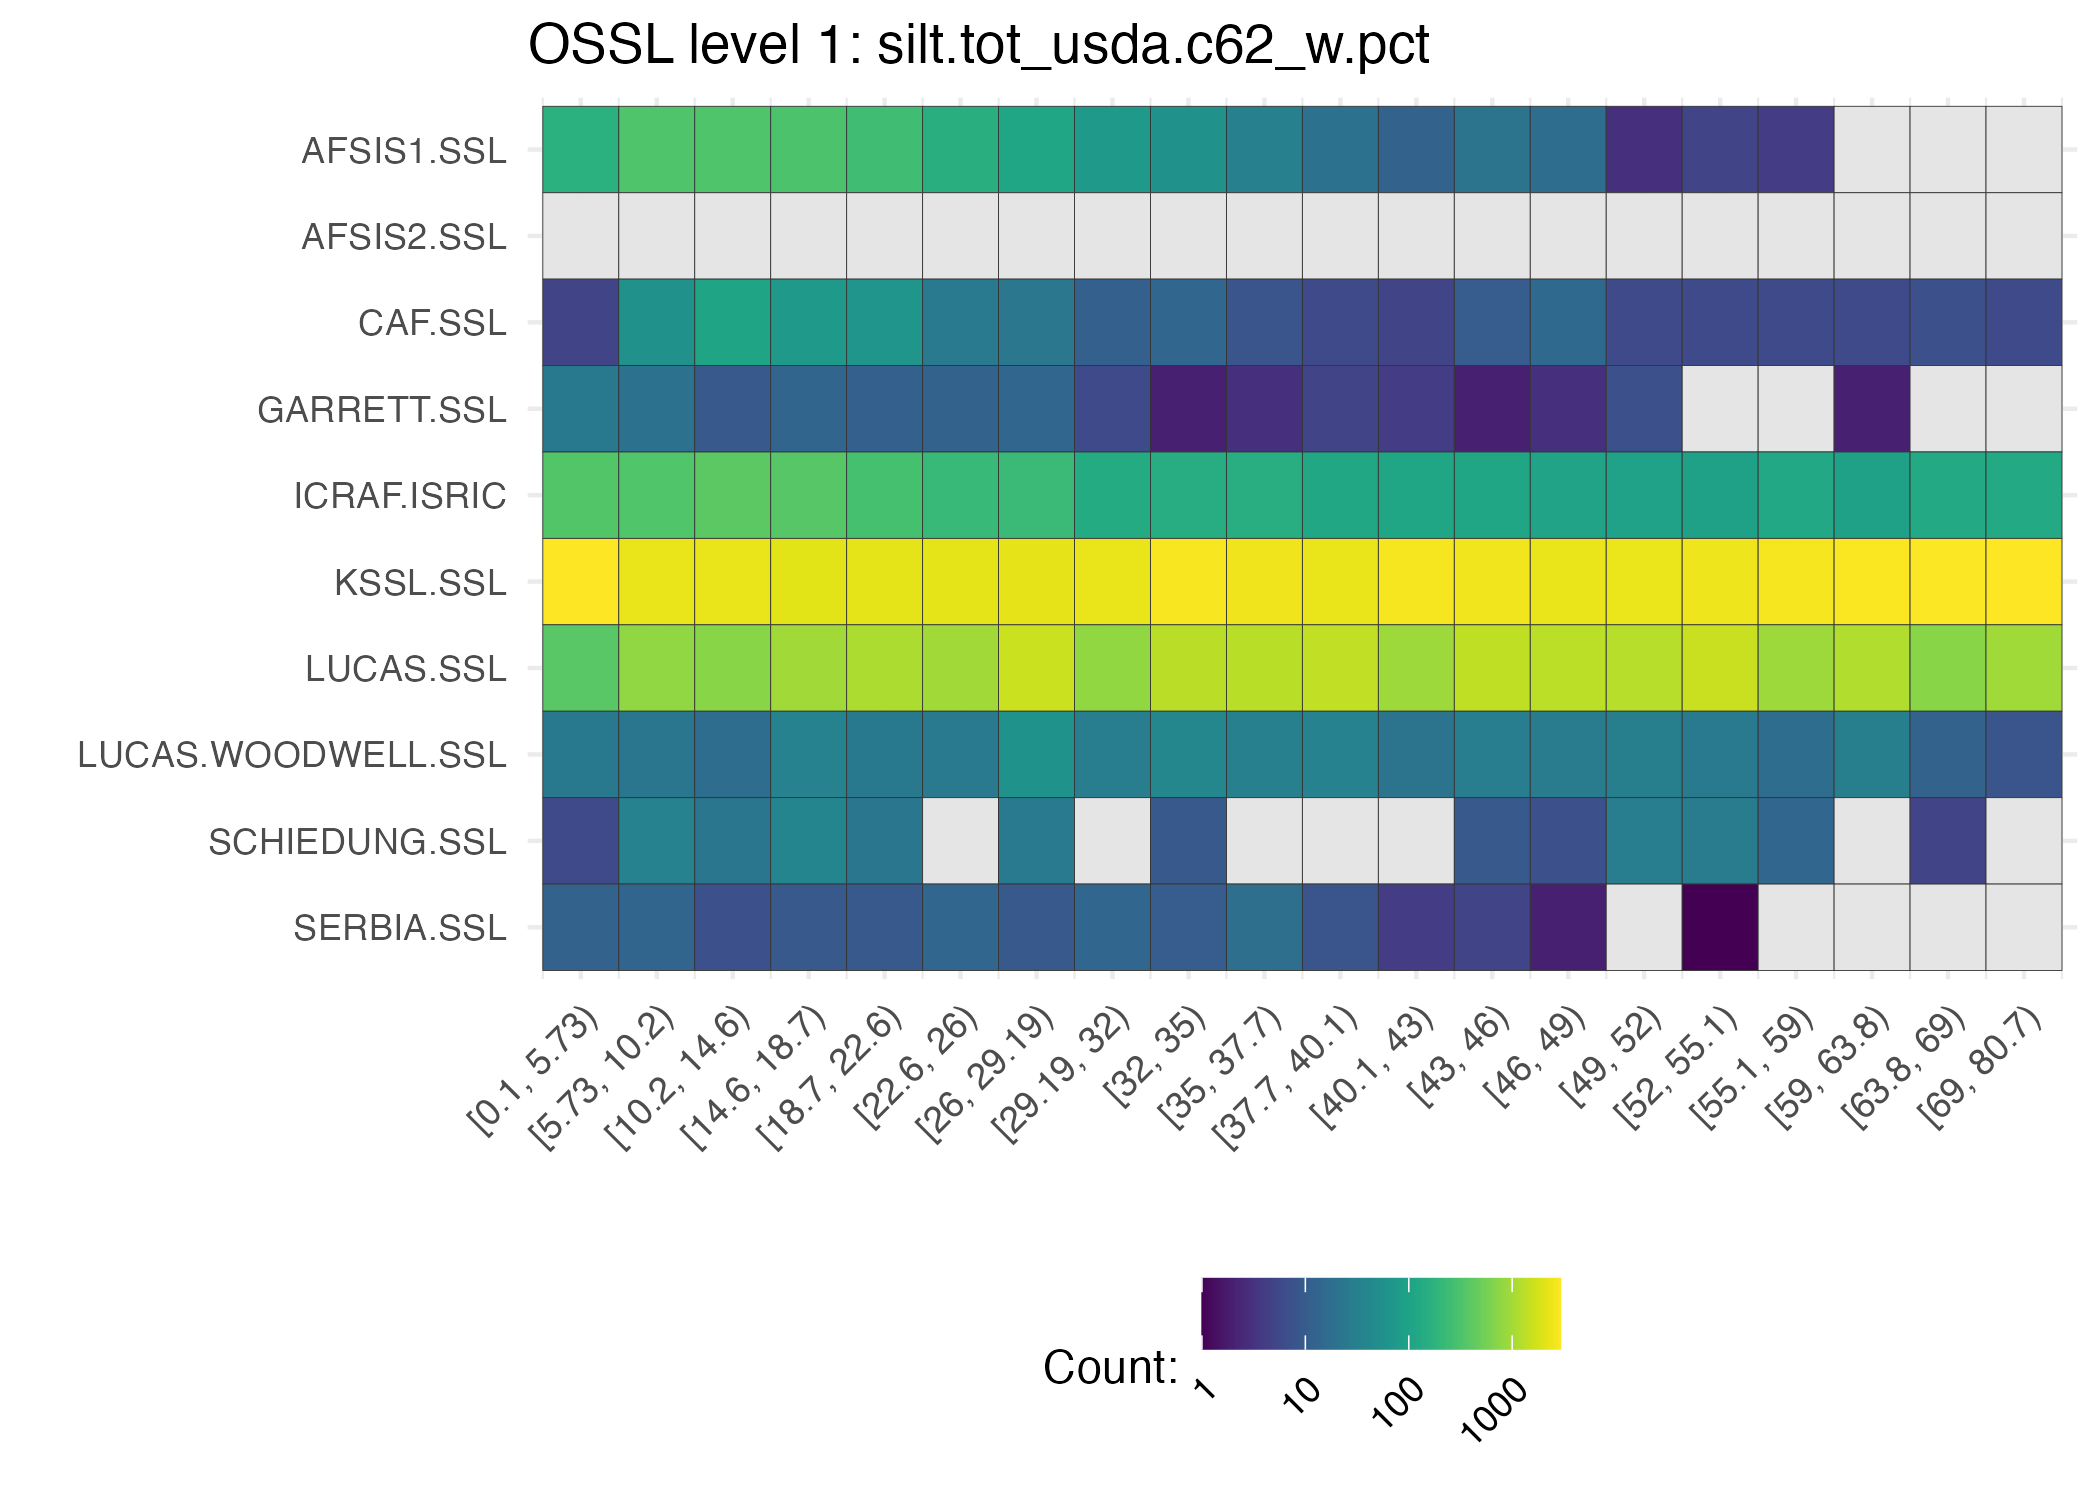 OSSL level 1: silt.tot_usda.c62_w.pct
AFSIS1.SSL
AFSIS2.SSL
CAF.SSL
GARRETT.SSL
ICRAF.ISRIC
KSSL.SSL
LUCAS.SSL
LUCAS.WOODWELL.SSL
SCHIEDUNG.SSL
SERBIA.SSL
[0.1, 5.73)
[5.73, 10.2)
[10.2, 14.6)
[14.6, 18.7)
[18.7, 22.6)
[22.6, 26)
[26, 29.19)
[29.19, 32)
[32, 35)
[35, 37.7)
[37.7, 40.1)
[40.1, 43)
[43, 46)
[46, 49)
[49, 52)
[52, 55.1)
[55.1, 59)
[59, 63.8)
[63.8, 69)
[69, 80.7)
Count:
1
10
100
1000